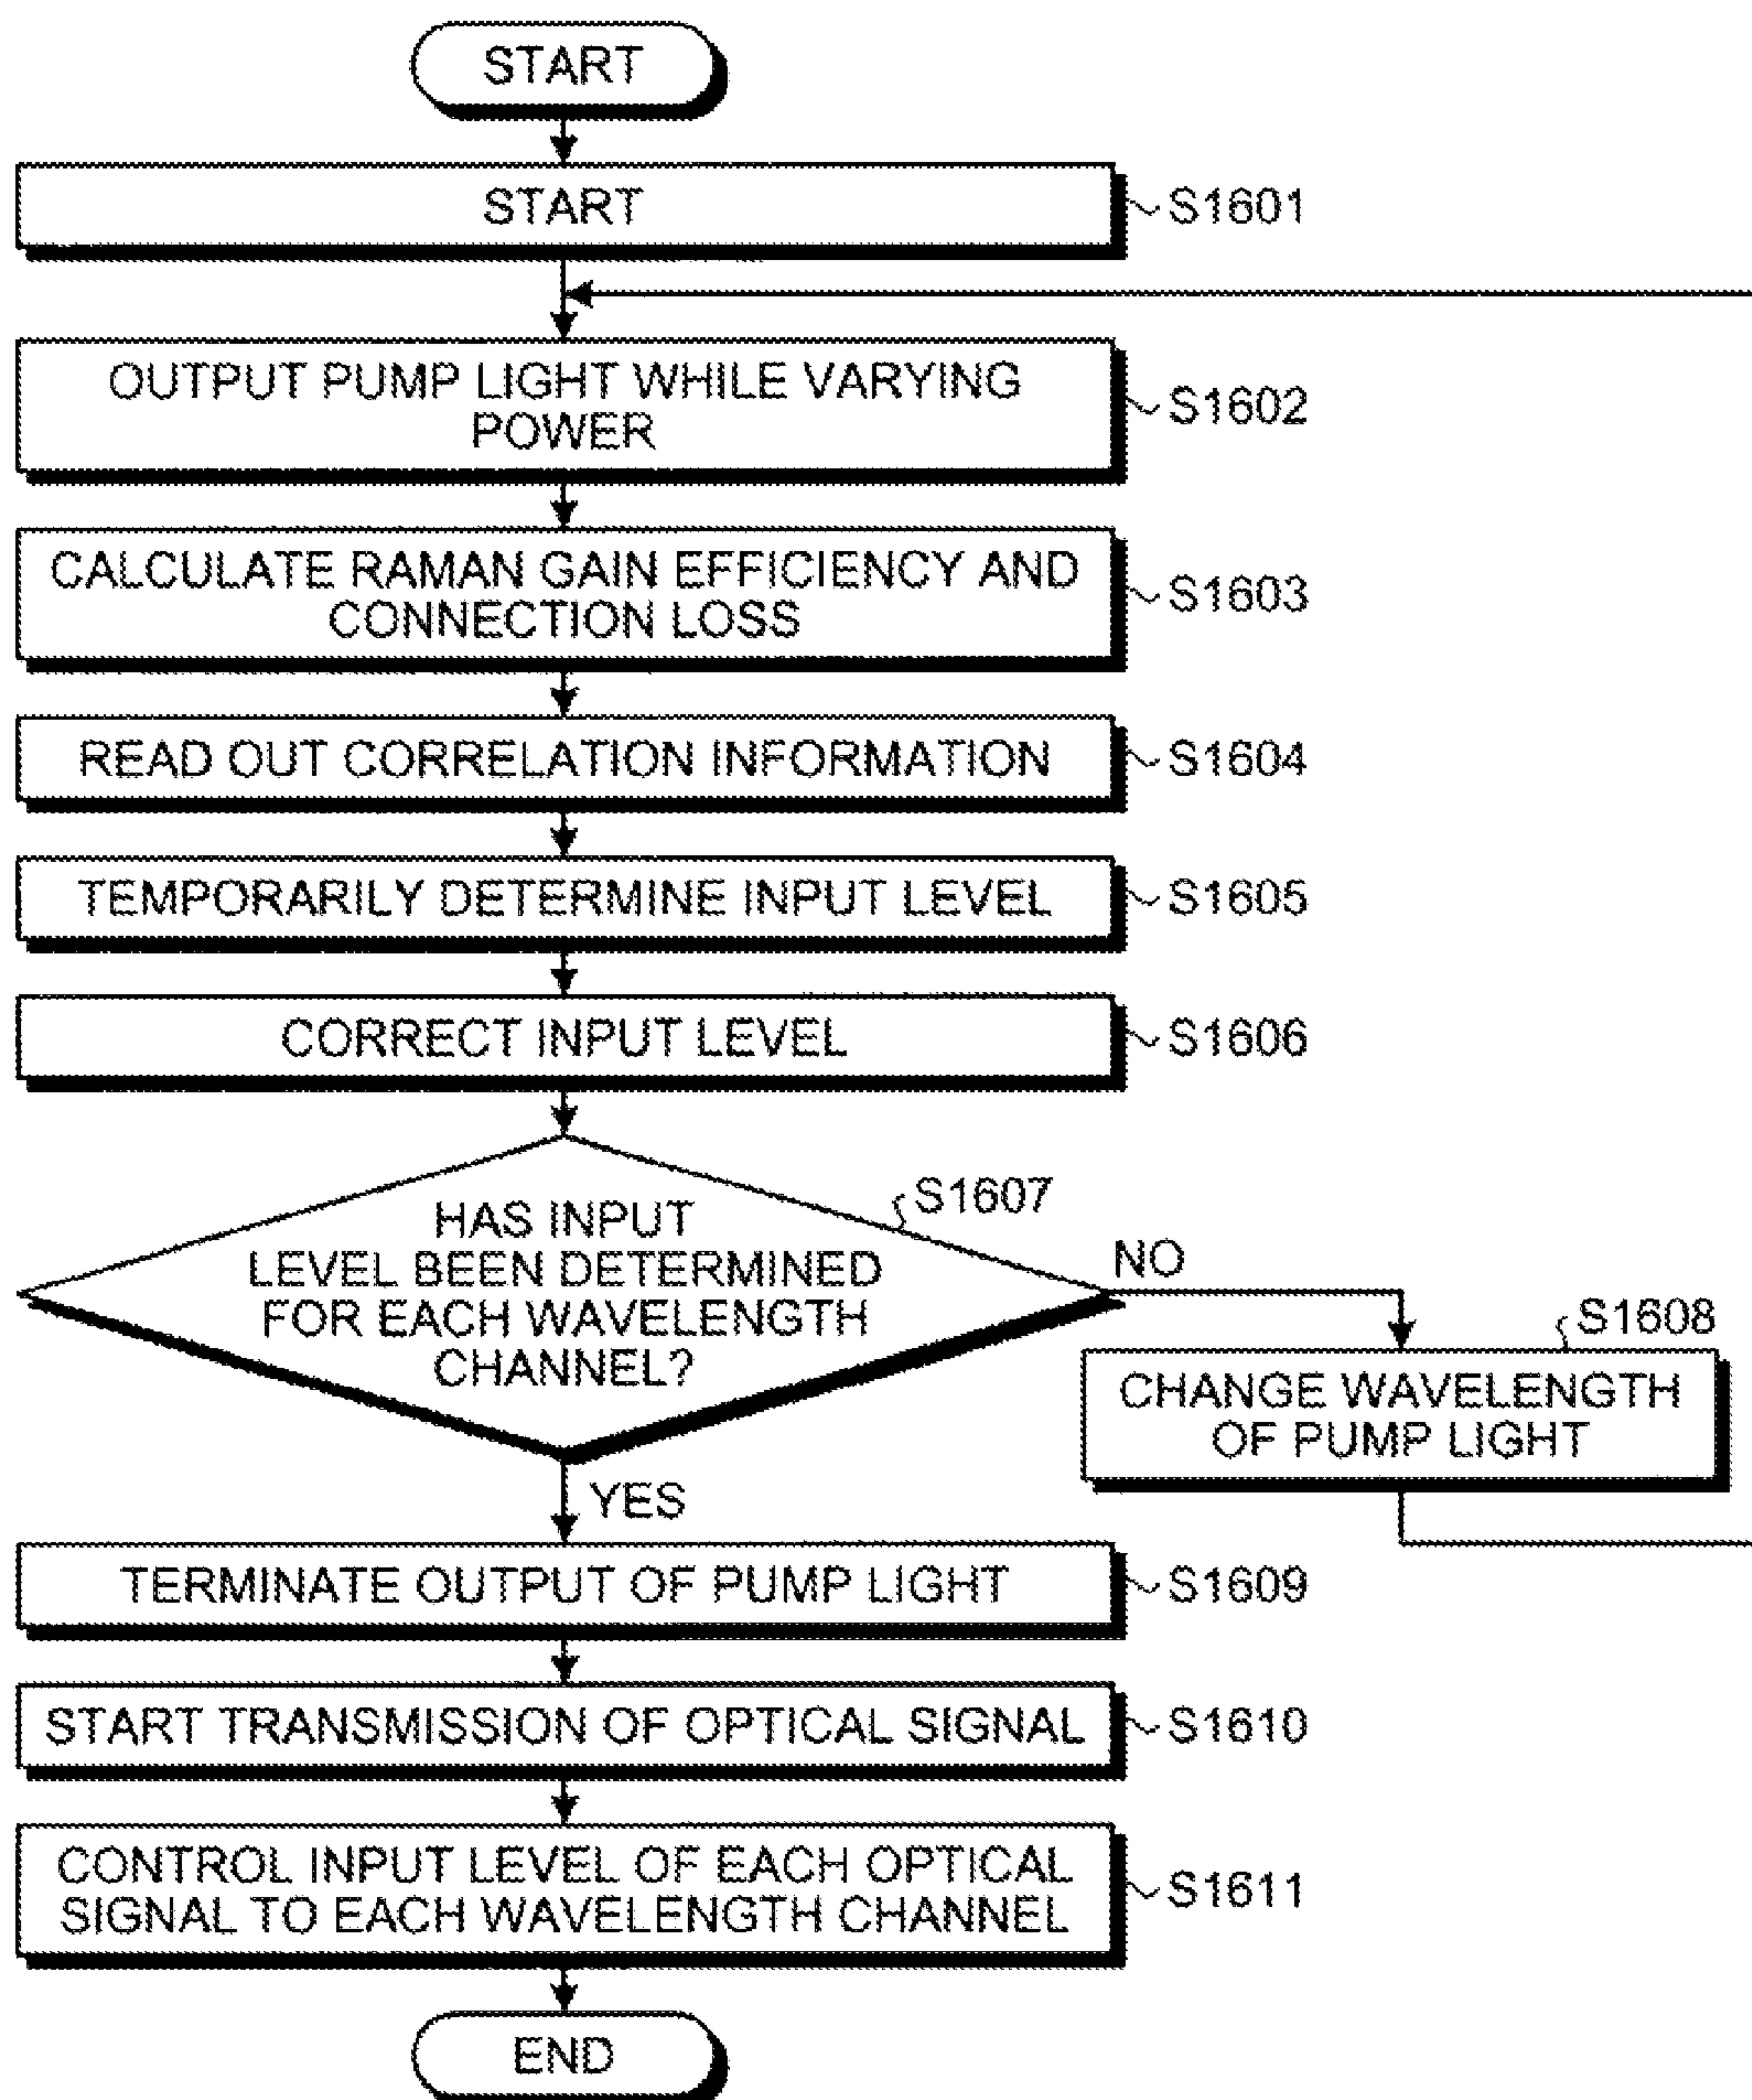 START
START
S1601
OUTPUT PUMP LIGHT WHILE VARYING
POWER
S1602
CALCULATE RAMAN GAIN EFFICIENCY AND
CONNECTION LOSS
S1603
READ OUT CORRELATION INFORMATION
S1604
TEMPORARILY DETERMINE INPUT LEVEL
S1605
CORRECT INPUT LEVEL
S1606
HAS INPUT
LEVEL BEEN DETERMINED
FOR EACH WAVELENGTH
CHANNEL?
S1607
NO
S1608
CHANGE WAVELENGTH
OF PUMP LIGHT
YES
TERMINATE OUTPUT OF PUMP LIGHT
S1609
START TRANSMISSION OF OPTICAL SIGNAL
S1610
CONTROL INPUT LEVEL OF EACH OPTICAL
SIGNAL TO EACH WAVELENGTH CHANNEL
S1611
END